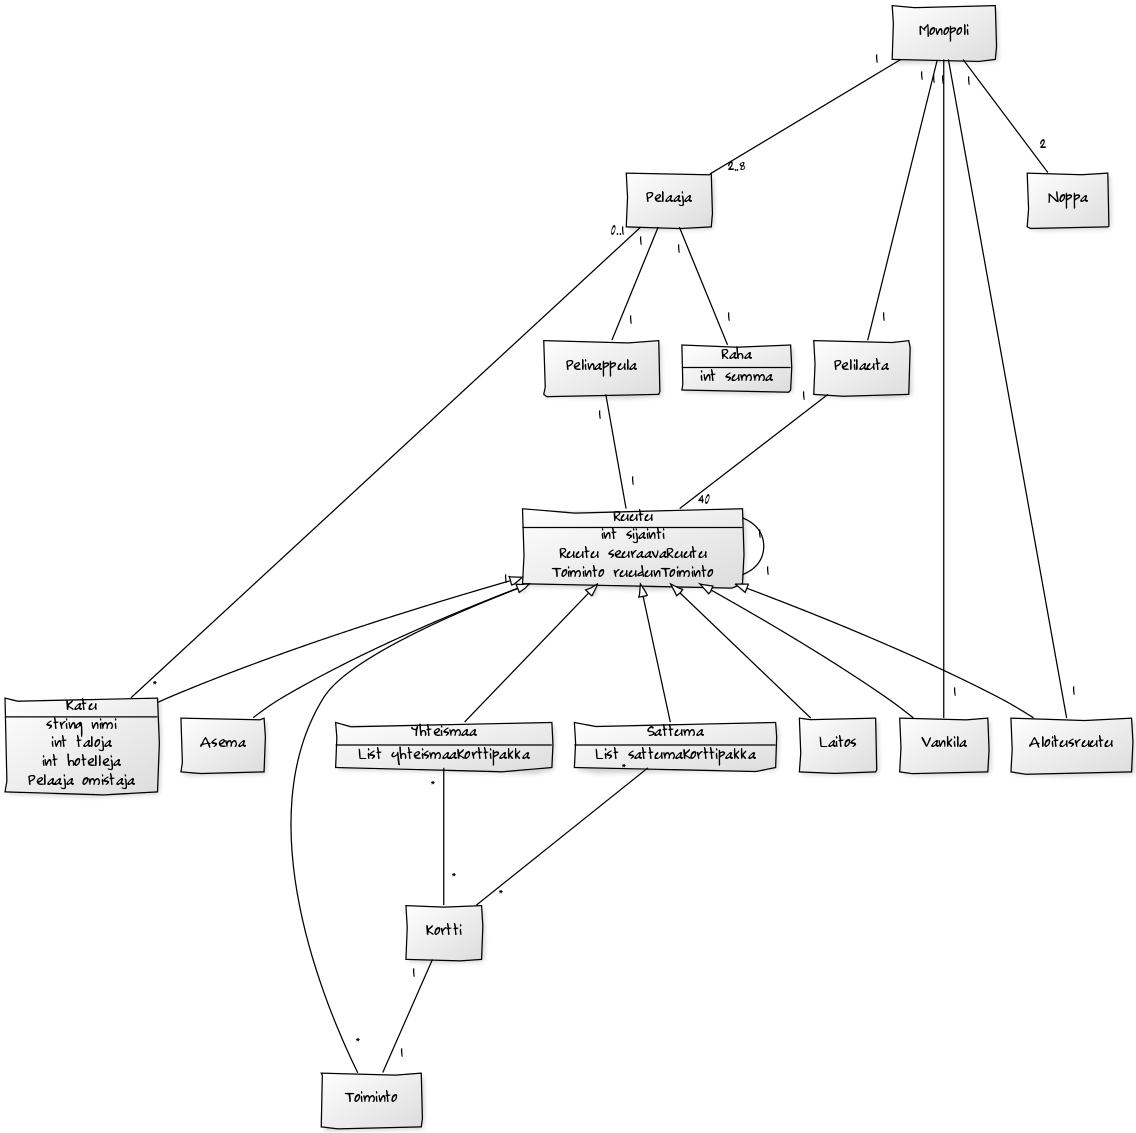 Monopoli
1
1
1
1
1
2
2..8
Pelaaja
Noppa
0..1
1
1
1
1
1
Pelinappula
Raha
int summa
Pelilauta
1
1
1
40
Ruutu
int sijainti
Ruutu seuraavaRuutu
Toiminto ruudunToiminto
1
1
1
*
1
1
Katu
string nimi
int taloja
int hotelleja
Pelaaja omistaja
Asema
Yhteismaa
List yhteismaaKorttipakka
Sattuma
List sattumaKorttipakka
Laitos
Vankila
Aloitusruutu
*
*
*
*
Kortti
1
*
1
Toiminto